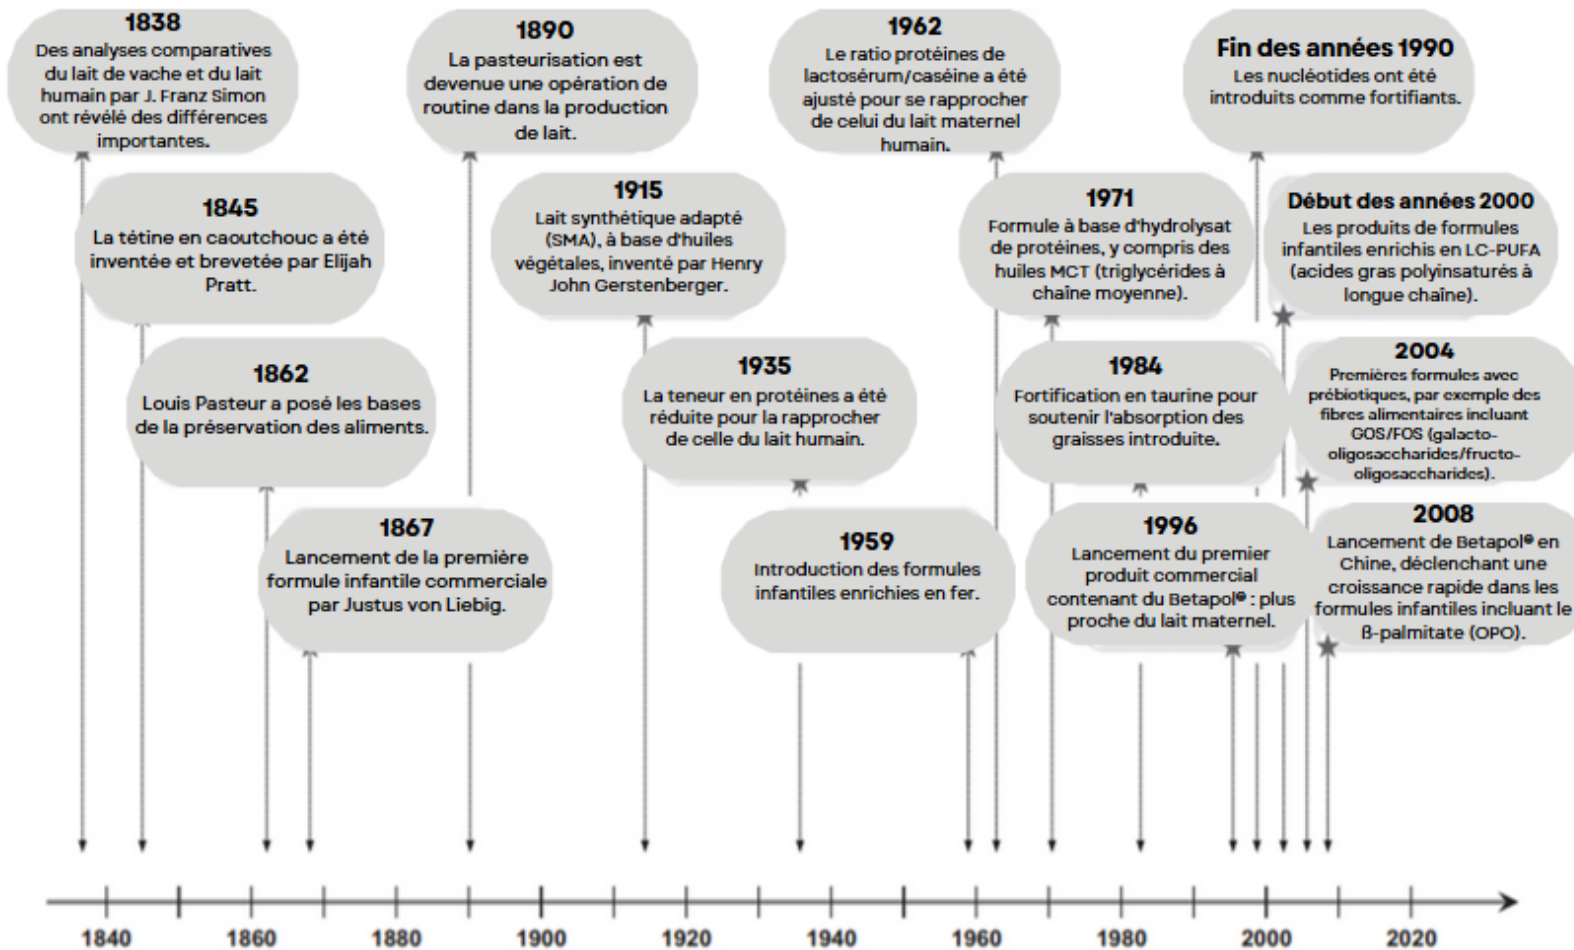 1838
Des analyses comparatives
du lait de vache et du lait
humain par J. Franz Simon
ont révélé des différences
importantes.
1890
La pasteurisation est
devenue une opération de
routine dans la production
de lait.
1962
Le ratio protéines de
lactosérum/caséine a été
ajusté pour se rapprocher
de celui du lait maternel
humain.
Fin des années 1990
Les nucléotides ont été
introduits comme fortifiants.
1845
La tétine en caoutchouc a été
inventée et brevetée par Elijah
Pratt.
1915
Lait synthétique adapté
(SMA), à base d'huiles
végétales, inventé par Henry
John Gerstenberger.
1971
Formule à base d'hydrolysat
de protéines, y compris des
huiles MCT (triglycérides à
chaîne moyenne).
Début des années 2000
Les produits de formules
infantiles enrichis en LC-PUFA
(acides gras polyinsaturés à
longue chaîne).
1862
Louis Pasteur a posé les bases
de la préservation des aliments.
1935
La teneur en protéines a été
réduite pour la rapprocher
de celle du lait humain.
1984
Fortification en taurine pour
soutenir l'absorption des
graisses introduite.
2004
Premières formules avec
prébiotiques, par exemple des
fibres alimentaires incluant
GOS/FOS (galacto-
oligosaccharides/fructo-
oligosaccharides).
1867
Lancement de la première
formule infantile commerciale
par Justus von Liebig.
1959
Introduction des formules
infantiles enrichies en fer.
1996
Lancement du premier
produit commercial
contenant du Betapol® : plus
proche du lait maternel.
2008
Lancement de Betapol® en
Chine, déclenchant une
croissance rapide dans les
formules infantiles incluant le
β-palmitate (OPO).
1840 1860 1880 1900 1920 1940 1960 1980 2000 2020